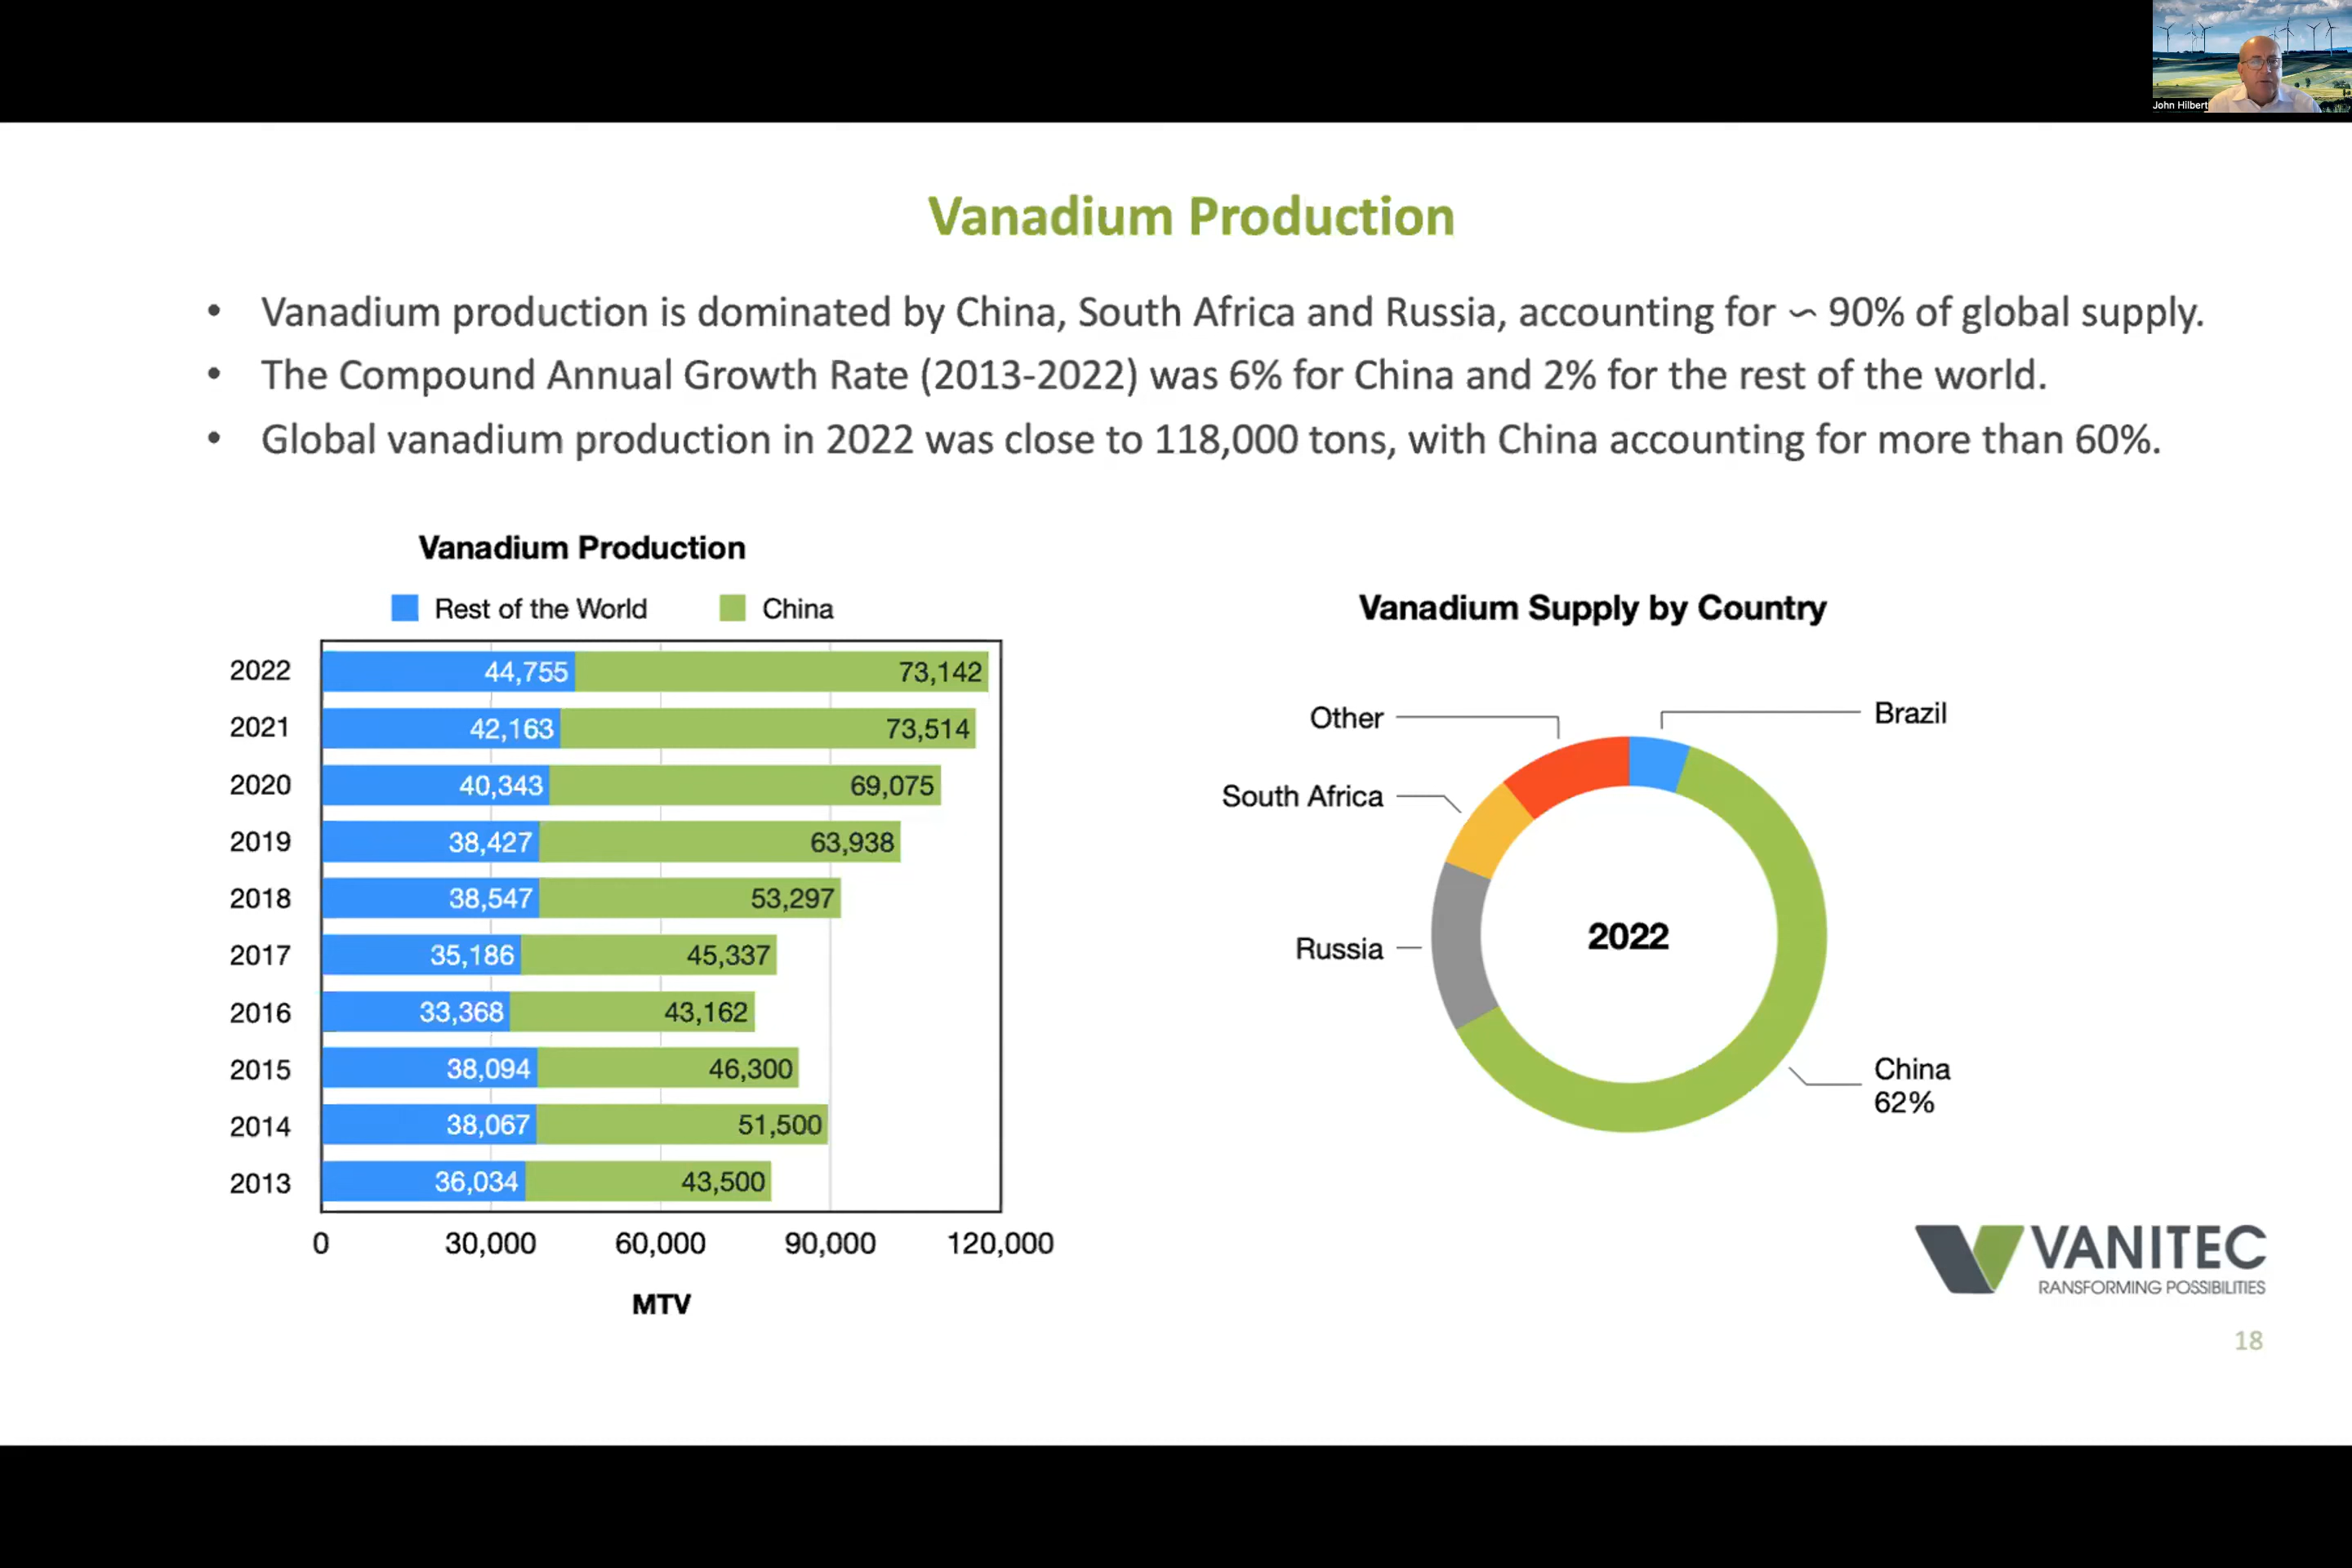 John Hilbert
Vanadium Production
• Vanadium production is dominated by China, South Africa and Russia, accounting for ∽ 90% of global supply.
• The Compound Annual Growth Rate (2013-2022) was 6% for China and 2% for the rest of the world.
• Global vanadium production in 2022 was close to 118,000 tons, with China accounting for more than 60%.
Vanadium Production
Rest of the World China
2022 44,755 73,142
2021 42,163 73,514
2020 40,343 69,075
2019 38,427 63,938
2018 38,547 53,297
2017 35,186 45,337
2016 33,368 43,162
2015 38,094 46,300
2014 38,067 51,500
2013 36,034 43,500
0 30,000 60,000 90,000 120,000
MTV
Vanadium Supply by Country
Other
Brazil
South Africa
Russia
2022
China
62%
VANITEC
RANSFORMING POSSIBILITIES
18